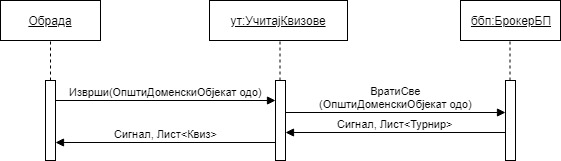 Обрада
ут:УчитајКвизове
ббп:БрокерБП
Изврши(ОпштиДоменскиОбјекат одо)
ВратиСве
(ОпштиДоменскиОбјекат одо)
Сигнал, Лист<Турнир>
Сигнал, Лист<Квиз>